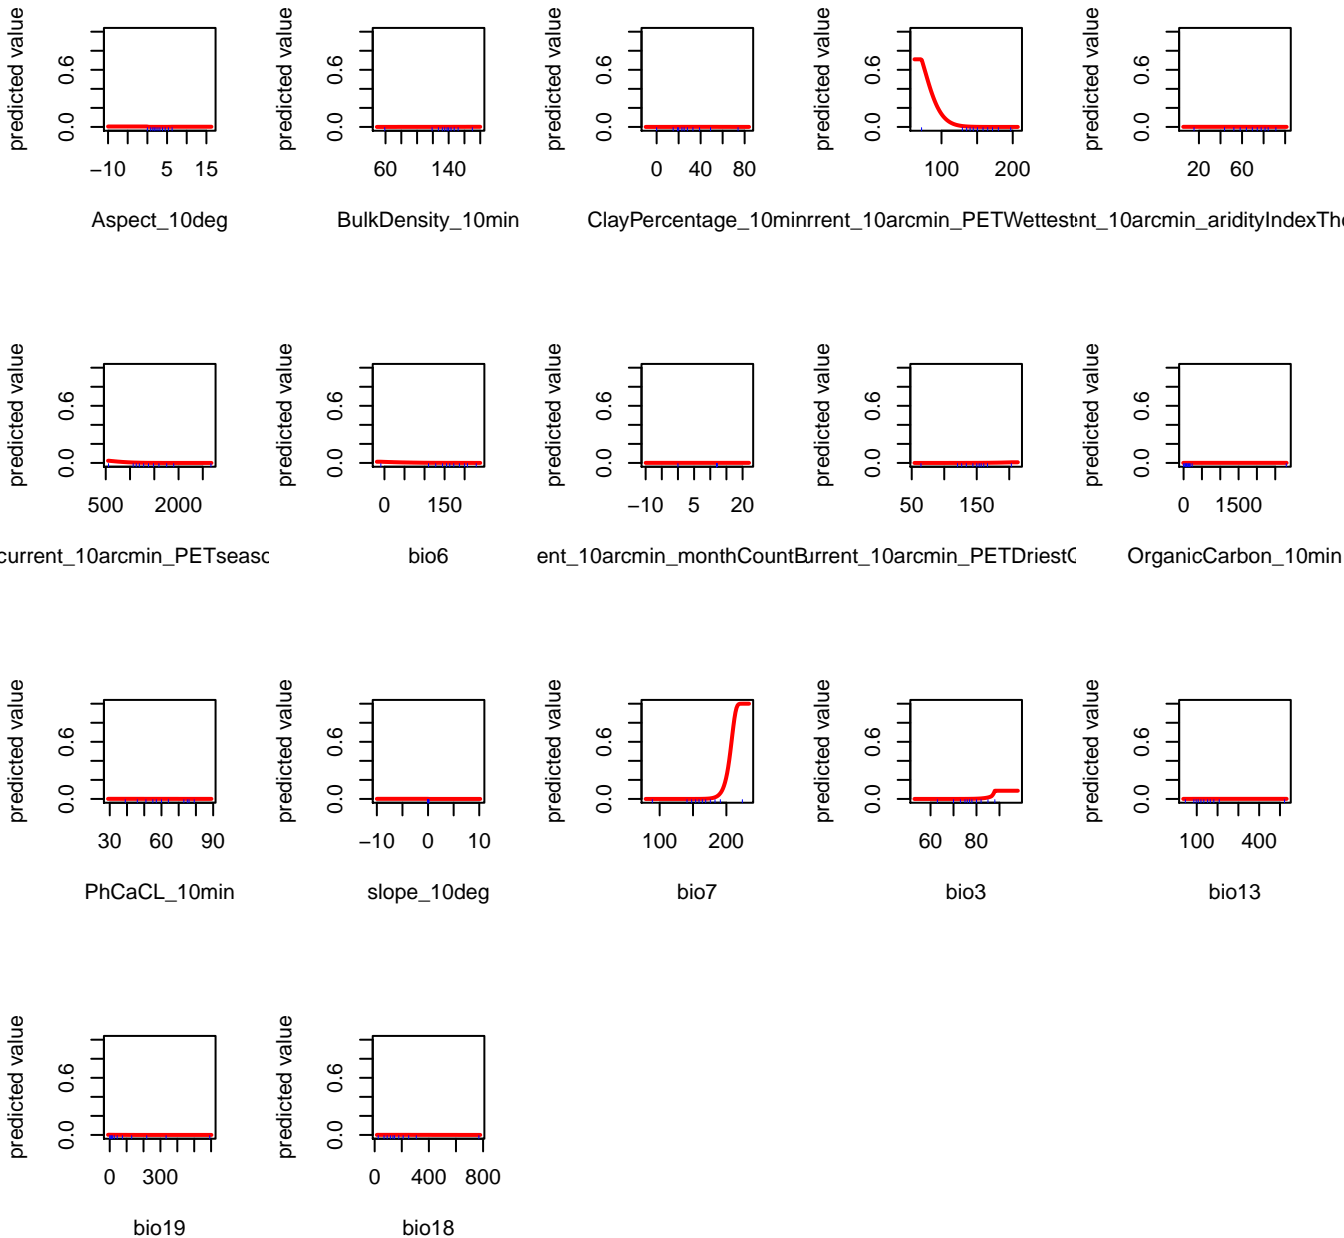 predicted value
0.0 0.6
−10 5 15
Aspect_10deg
predicted value
0.0 0.6
60 140
BulkDensity_10min
predicted value
0.0 0.6
0 40 80
ClayPercentage_10min
predicted value
0.0 0.6
100 200
rrent_10arcmin_PETWettest
predicted value
0.0 0.6
20 60
nt_10arcmin_aridityIndexTho
predicted value
0.0 0.6
500 2000
current_10arcmin_PETseaso
predicted value
0.0 0.6
0 150
bio6
predicted value
0.0 0.6
−10 5 20
ent_10arcmin_monthCountB
predicted value
0.0 0.6
50 150
urrent_10arcmin_PETDriestQ
predicted value
0.0 0.6
0 1500
OrganicCarbon_10min
predicted value
0.0 0.6
30 60 90
PhCaCL_10min
predicted value
0.0 0.6
−10 0 10
slope_10deg
predicted value
0.0 0.6
100 200
bio7
predicted value
0.0 0.6
60 80
bio3
predicted value
0.0 0.6
100 400
bio13
predicted value
0.0 0.6
0 300
bio19
predicted value
0.0 0.6
0 400 800
bio18